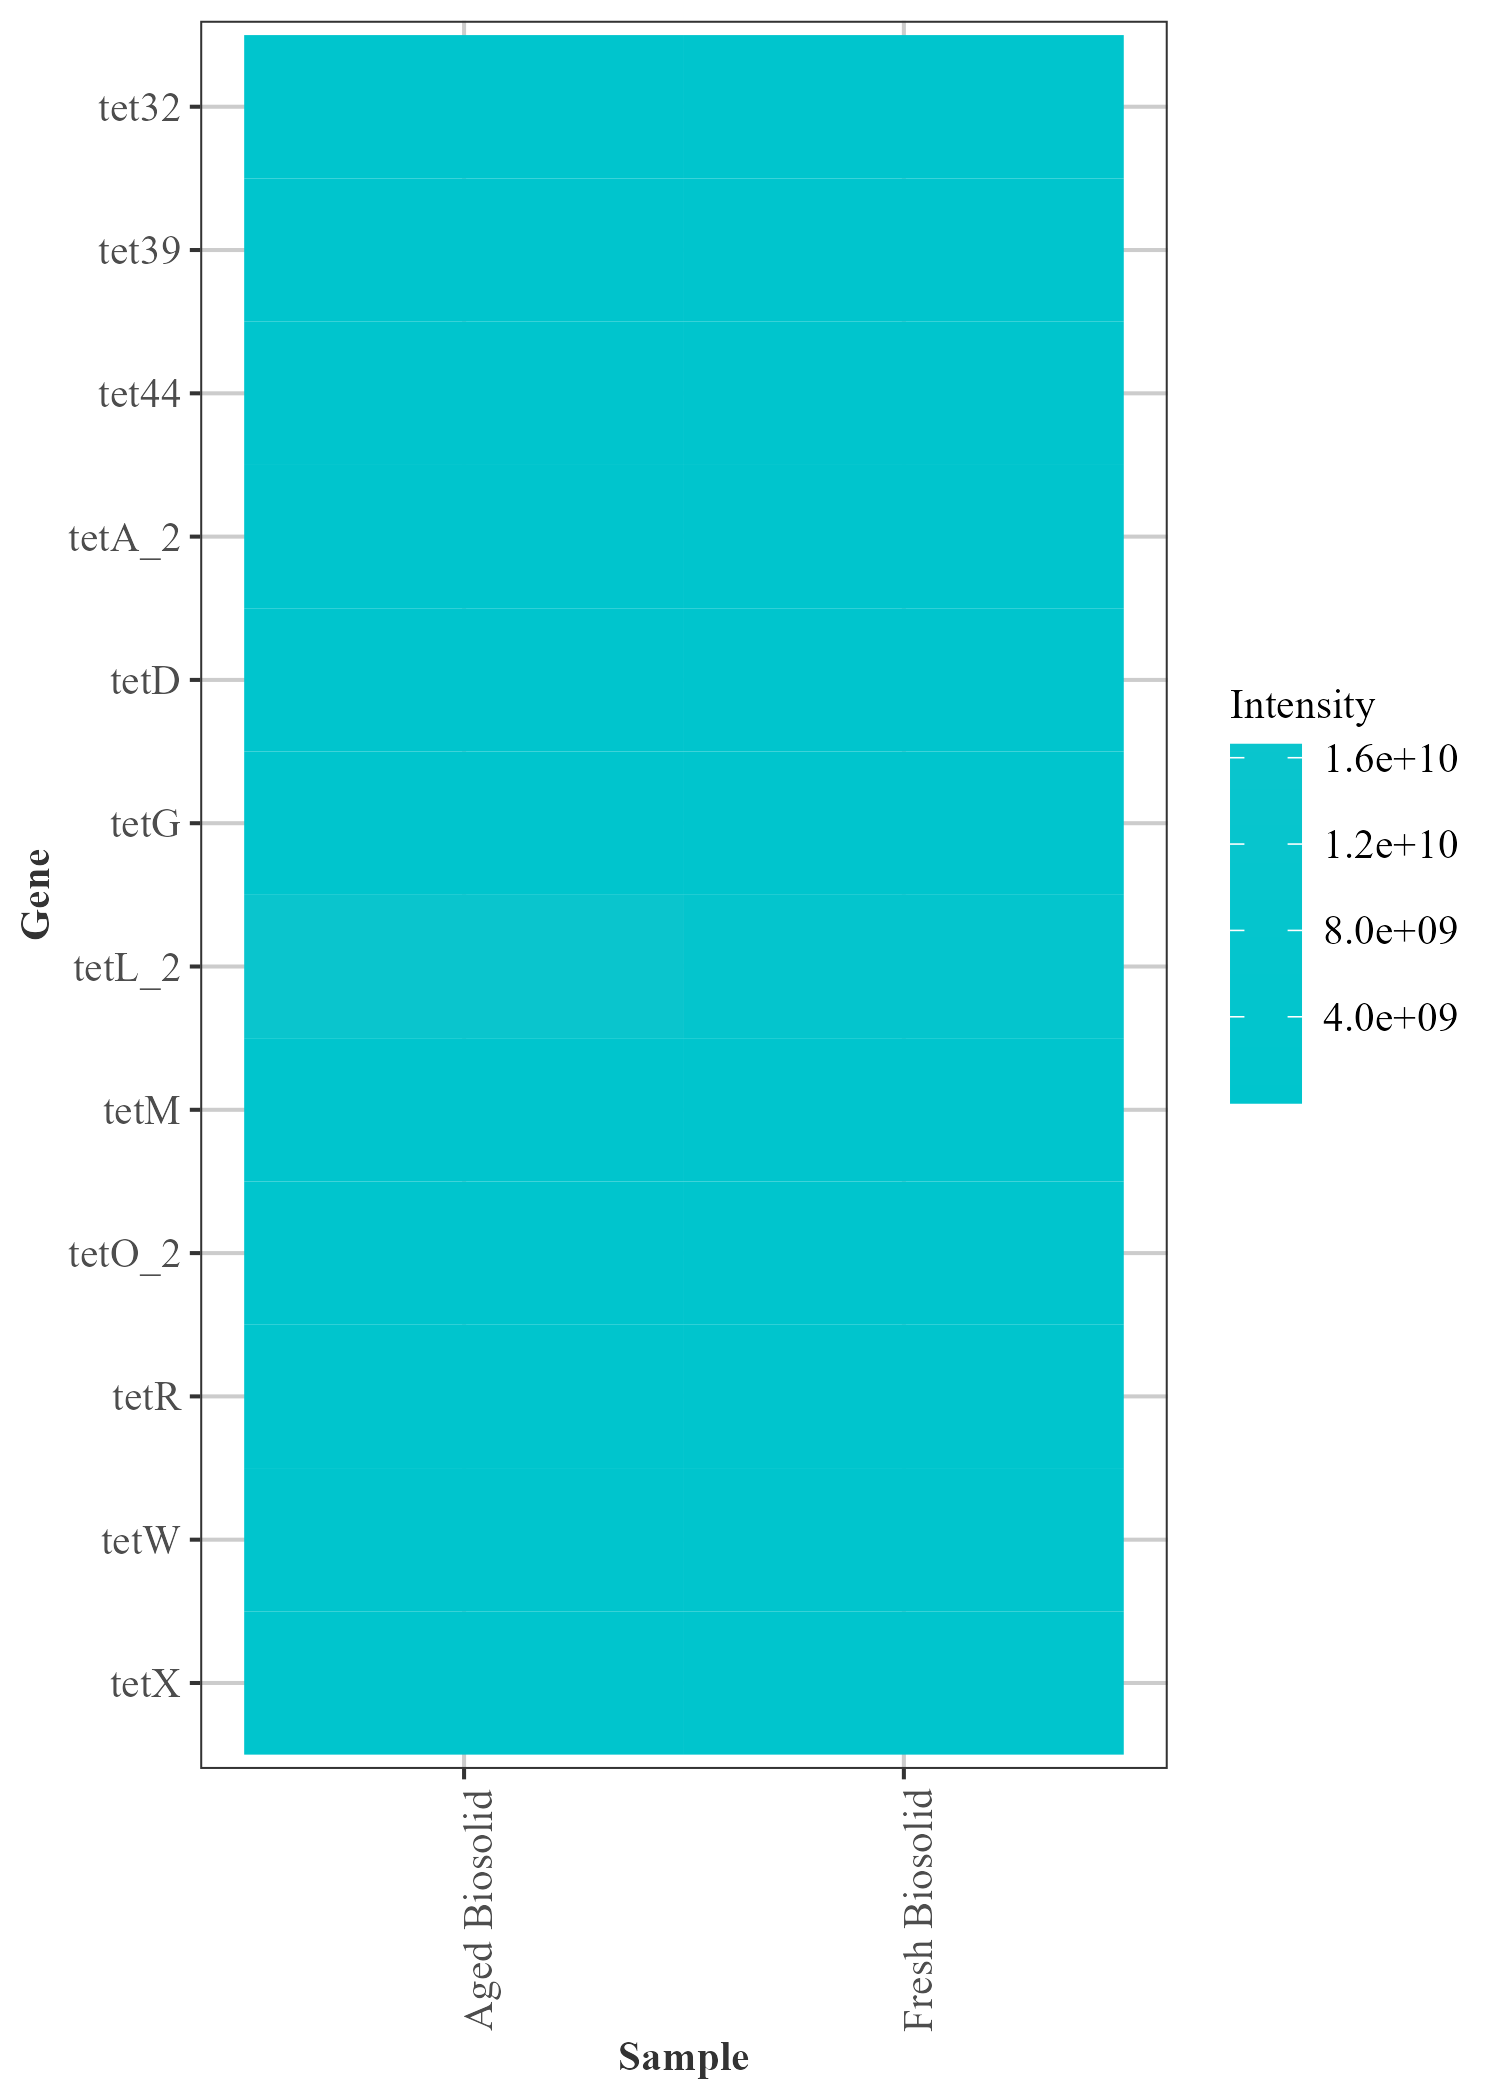 tet32
tet39
tet44
tetA_2
tetD
tetG
tetL_2
tetM
tetO_2
tetR
tetW
tetX
Gene
Aged Biosolid
Fresh Biosolid
Sample
Intensity
1.6e+10
1.2e+10
8.0e+09
4.0e+09